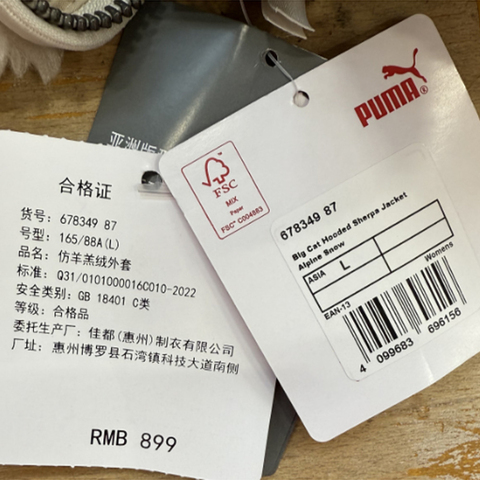 亚洲版
合格证
货号: 678349 87
号型: 165/88A(L)
品名: 仿羊羔绒外套
标准: Q31/0101000016C010-2022
安全类别: GB 18401 C类
等级: 合格品
委托生产厂: 佳都(惠州)制衣有限公司
厂址: 惠州博罗县石湾镇科技大道南侧
RMB 899
PUMA®
FSC
MIX
Paper
FSC® C004883
678349 87
Big Cat Hooded Sherpa Jacket
Alpine Snow
ASIA L
Womens
EAN-13
4 099683 696156